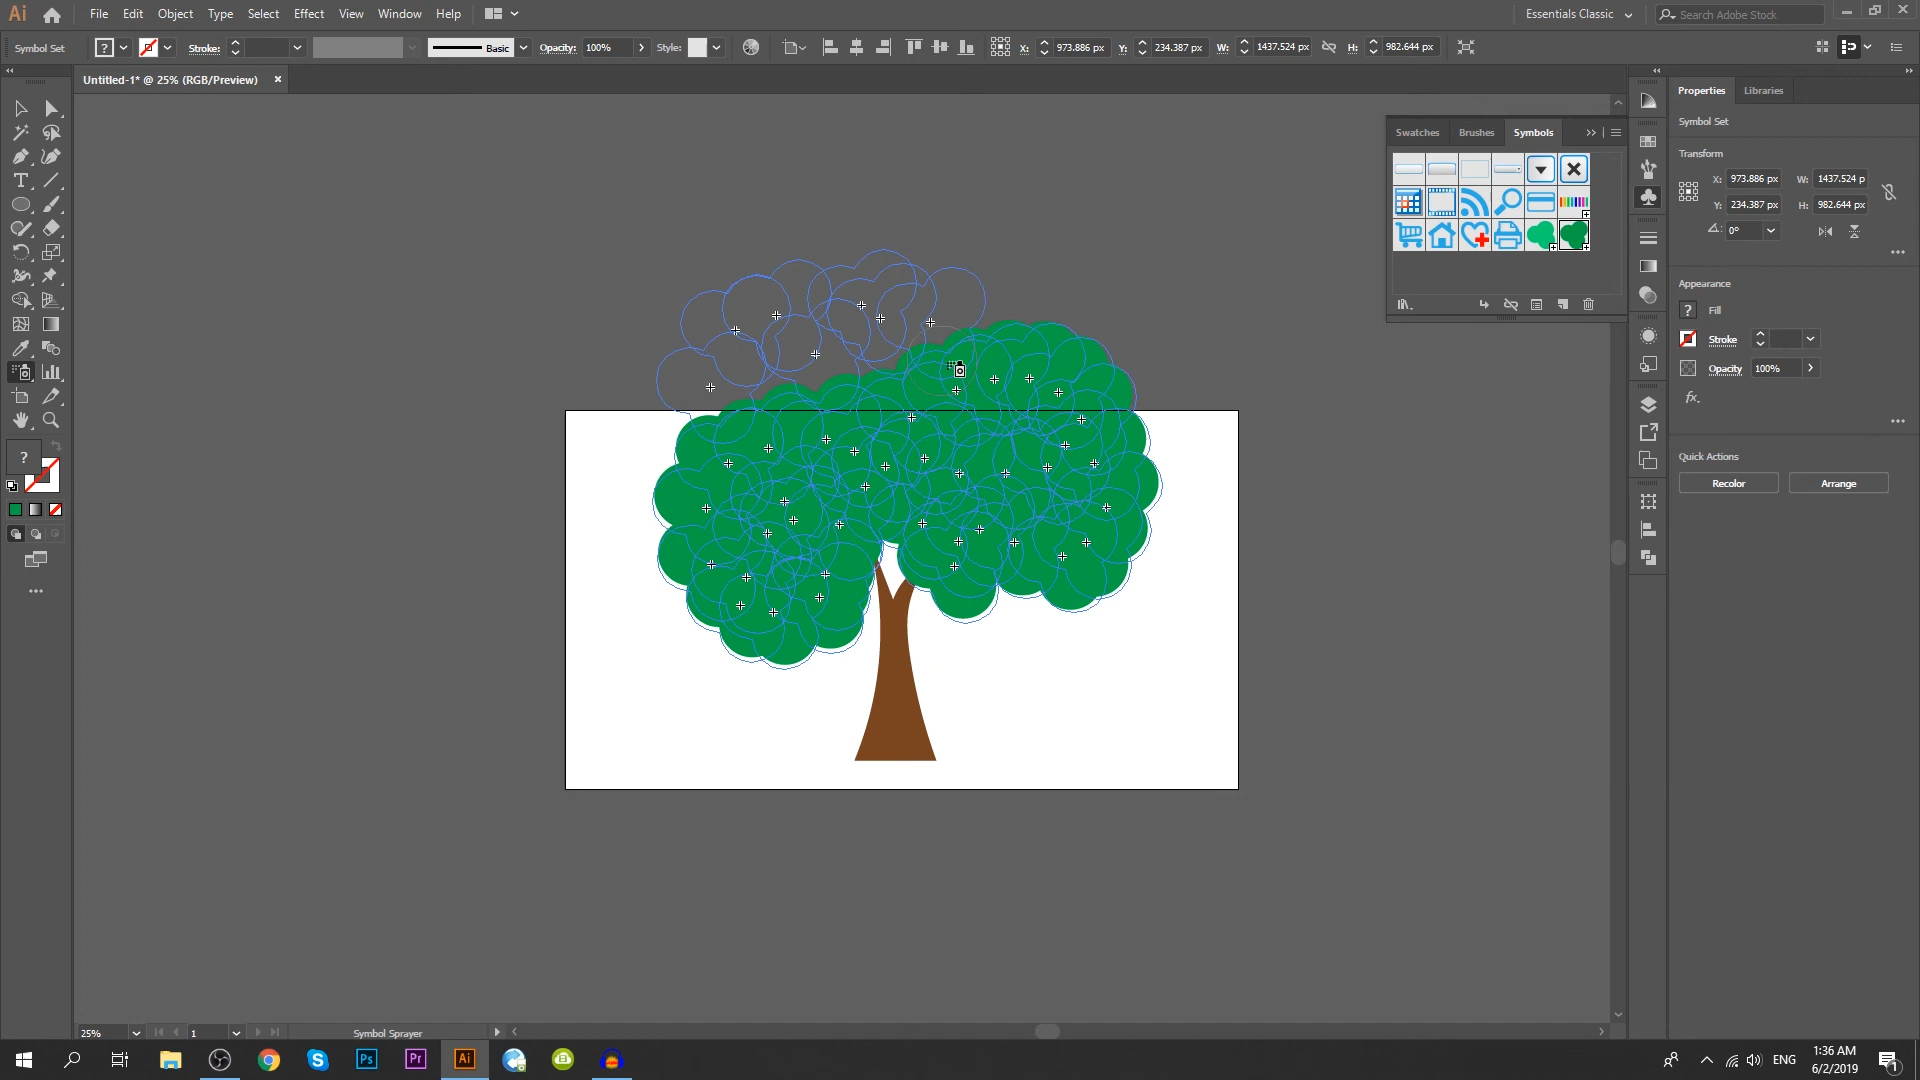 Ai File Edit Object Type Select Effect View Window Help Essentials Classic Search Adobe Stock
Symbol Set ? Stroke: Basic Opacity: 100% Style: X: 973.886 px Y: 234.387 px W: 1437.524 px H: 982.644 px
Untitled-1* @ 25% (RGB/Preview) ×
Properties Libraries
Symbol Set
Transform
X: 973.886 px W: 1437.524 p
Y: 234.387 px H: 982.644 px
0°
Appearance
? Fill
Stroke
Opacity 100%
fx.
Quick Actions
Recolor Arrange
Swatches Brushes Symbols
?
25% 1 Symbol Sprayer
Ps Pr Ai ENG 1:36 AM
6/2/2019 1